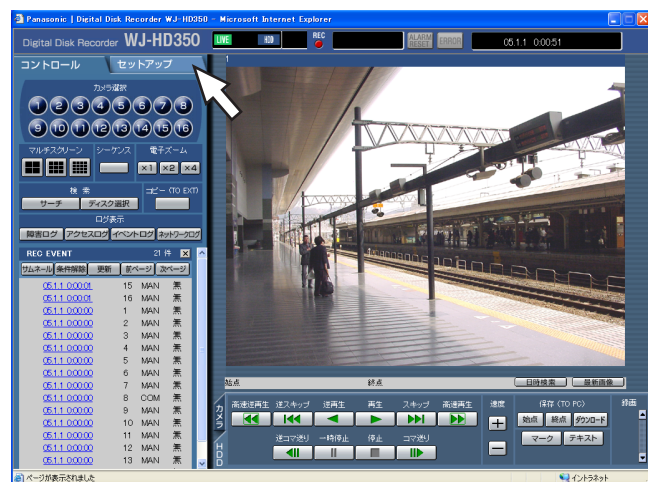 Panasonic | Digital Disk Recorder WJ-HD350 - Microsoft Internet Explorer
Digital Disk Recorder WJ-HD350
LIVE HDD REC ALARM RESET ERROR 05.1.1 0:00:51
コントロール セットアップ
1
カメラ選択
1 2 3 4 5 6 7 8
9 10 11 12 13 14 15 16
マルチスクリーン シーケンス 電子ズーム
×1 ×2 ×4
検 索 コピー (TO EXT)
サーチ ディスク選択
ログ表示
障害ログ アクセスログ イベントログ ネットワークログ
REC EVENT 21 件
サムネール 条件解除 更新 前ページ 次ページ
05.1.1 0:00:01 15 MAN 無
05.1.1 0:00:01 16 MAN 無
05.1.1 0:00:00 1 MAN 無
05.1.1 0:00:00 2 MAN 無
05.1.1 0:00:00 3 MAN 無
05.1.1 0:00:00 4 MAN 無
05.1.1 0:00:00 5 MAN 無
05.1.1 0:00:00 6 MAN 無
05.1.1 0:00:00 7 MAN 無
05.1.1 0:00:00 8 COM 無
05.1.1 0:00:00 9 MAN 無
05.1.1 0:00:00 10 MAN 無
05.1.1 0:00:00 11 MAN 無
05.1.1 0:00:00 12 MAN 無
05.1.1 0:00:00 13 MAN 無
始点 終点 日時検索 最新画像
カメラ
HDD
高速逆再生 逆スキップ 逆再生 再生 スキップ 高速再生 速度 保存 (TO PC) 録画
始点 終点 ダウンロード
逆コマ送り 一時停止 停止 コマ送り
マーク テキスト
ページが表示されました イントラネット